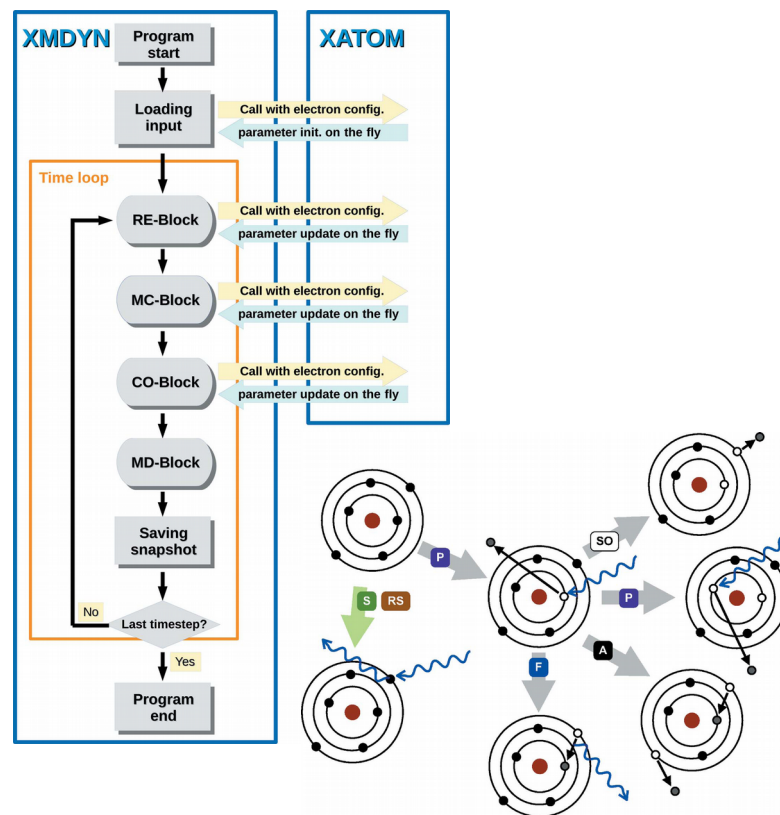 XMDYN
XATOM
Program
start
Loading
input
Call with electron config.
parameter init. on the fly
Time loop
RE-Block
Call with electron config.
parameter update on the fly
MC-Block
Call with electron config.
parameter update on the fly
CO-Block
Call with electron config.
parameter update on the fly
MD-Block
Saving
snapshot
No
Last timestep?
Yes
Program
end
P
SO
S
RS
P
A
F